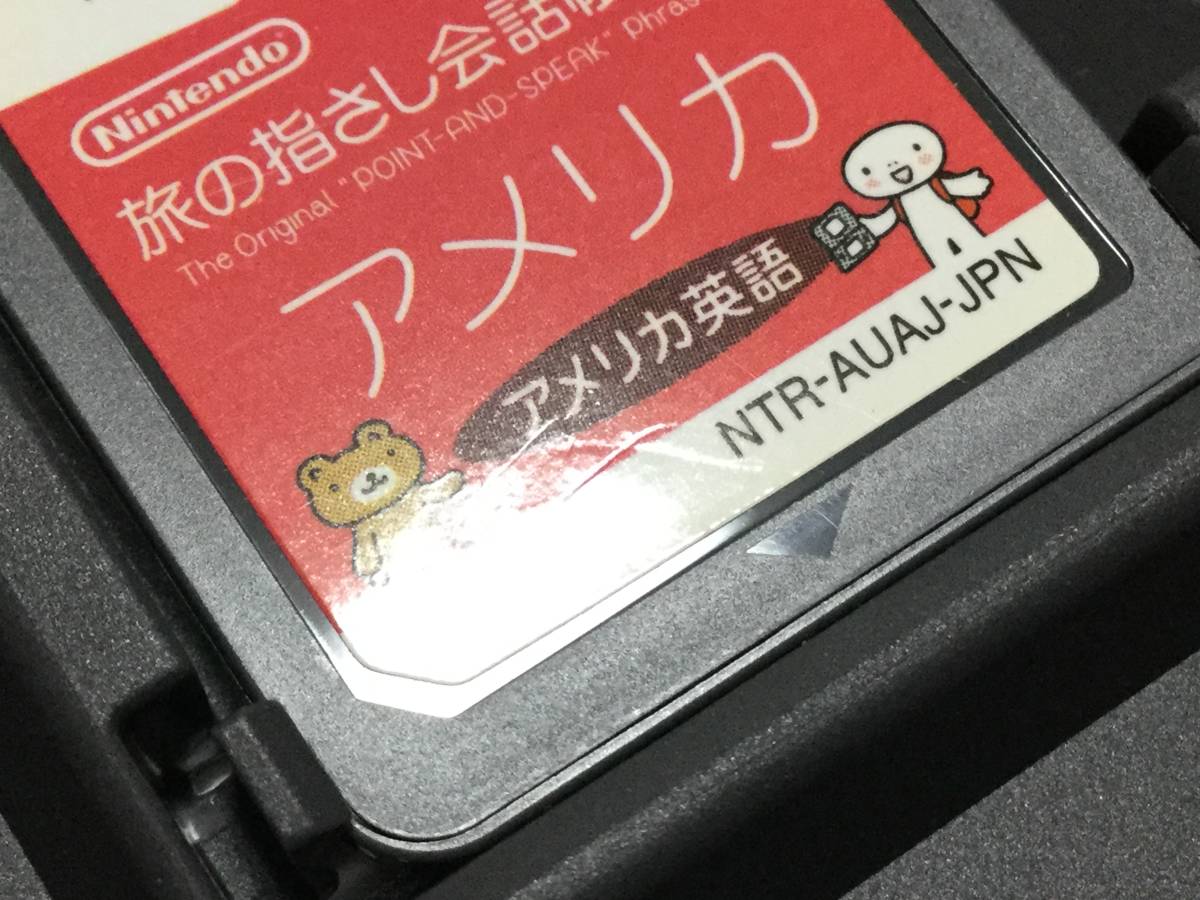 Nintendo
旅の指さし会話帳
The Original "POINT-AND-SPEAK" Phras
アメリカ
アメリカ英語
NTR-AUAJ-JPN